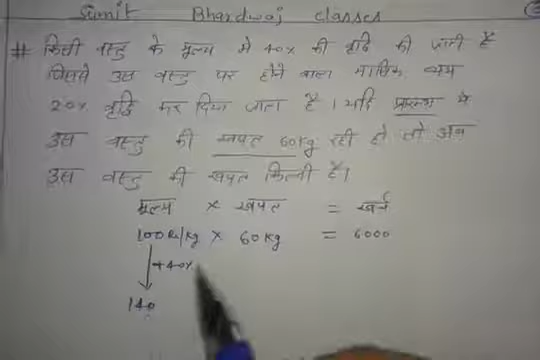 Sumit Bhardwaj classes
# किसी वस्तु के मूल्य मे 40% की वृद्धि की जाती है
जिससे उस वस्तु पर होने वाला मासिक व्यय
20% वृद्धि कर दिया जाता है। यदि प्रारम्भ मे
उस वस्तु की खपत 60kg रही हो तो अब
उस वस्तु की खपत कितनी है।
मूल्य × खपत = खर्च
100Rs/kg × 60kg = 6000
+40%
140